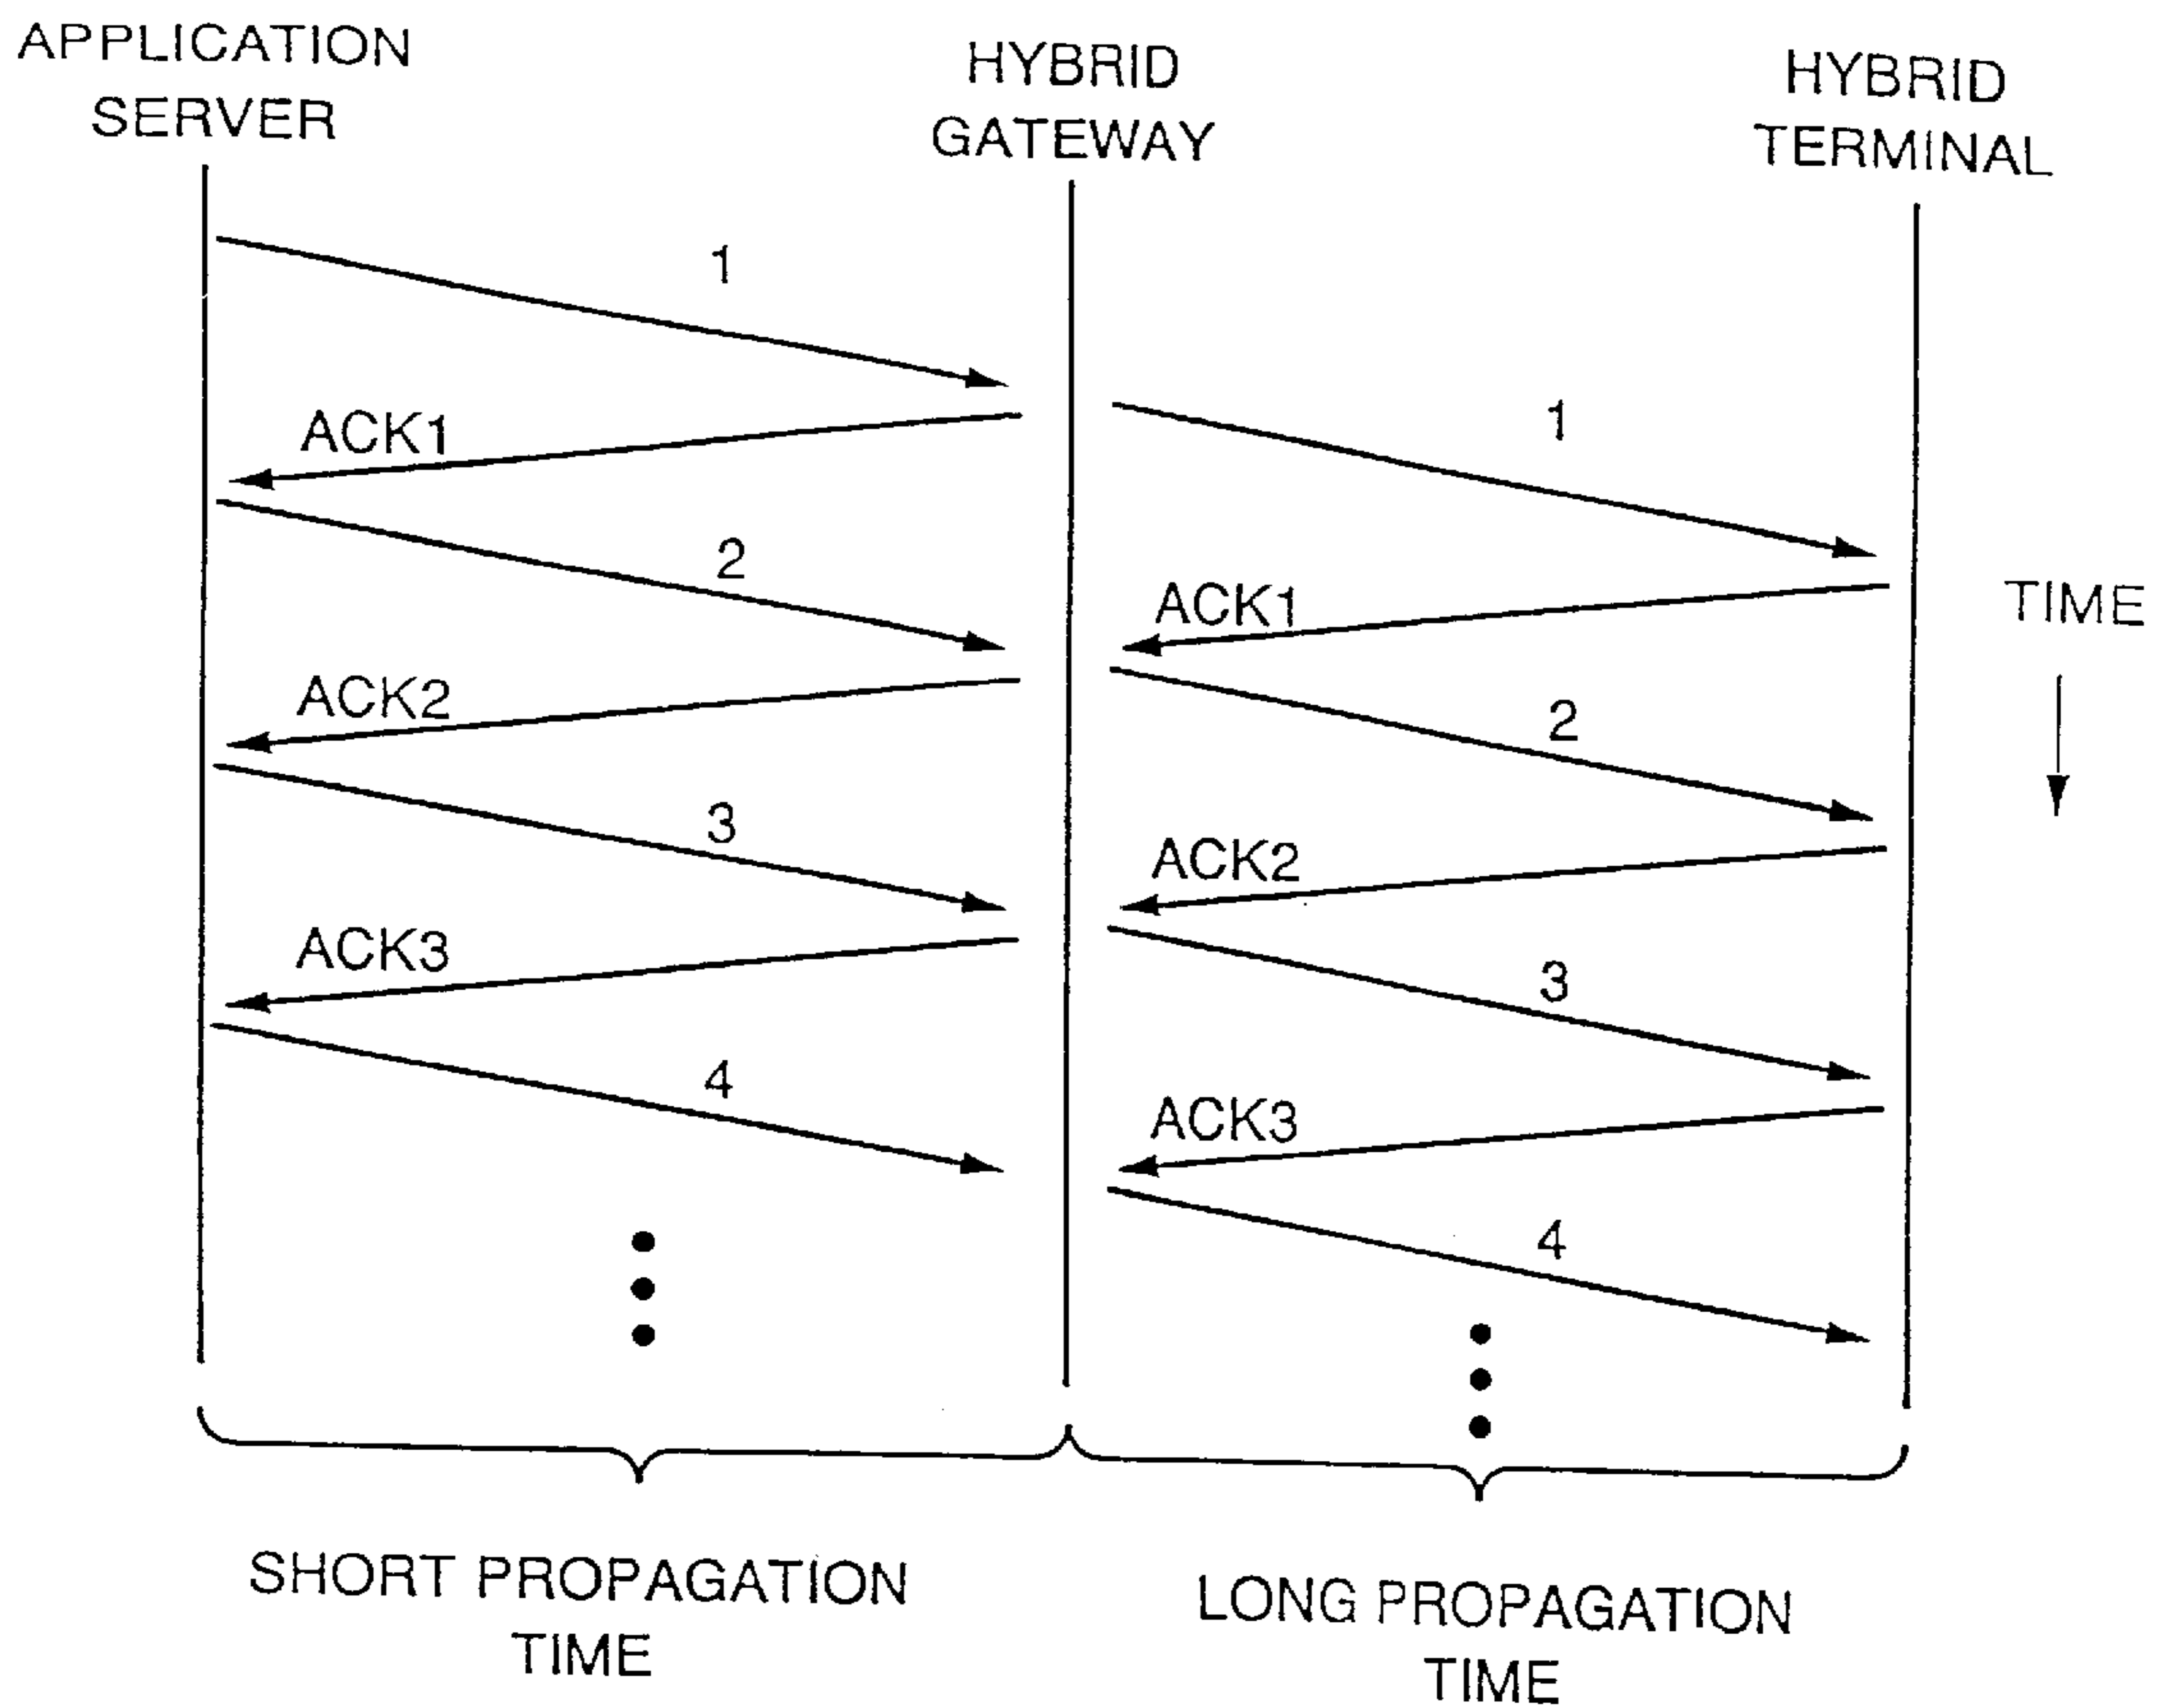 APPLICATION
SERVER
HYBRID
GATEWAY
HYBRID
TERMINAL
1
ACK1
1
2
ACK1
TIME
ACK2
2
3
ACK2
ACK3
3
4
ACK3
4
SHORT PROPAGATION
TIME
LONG PROPAGATION
TIME